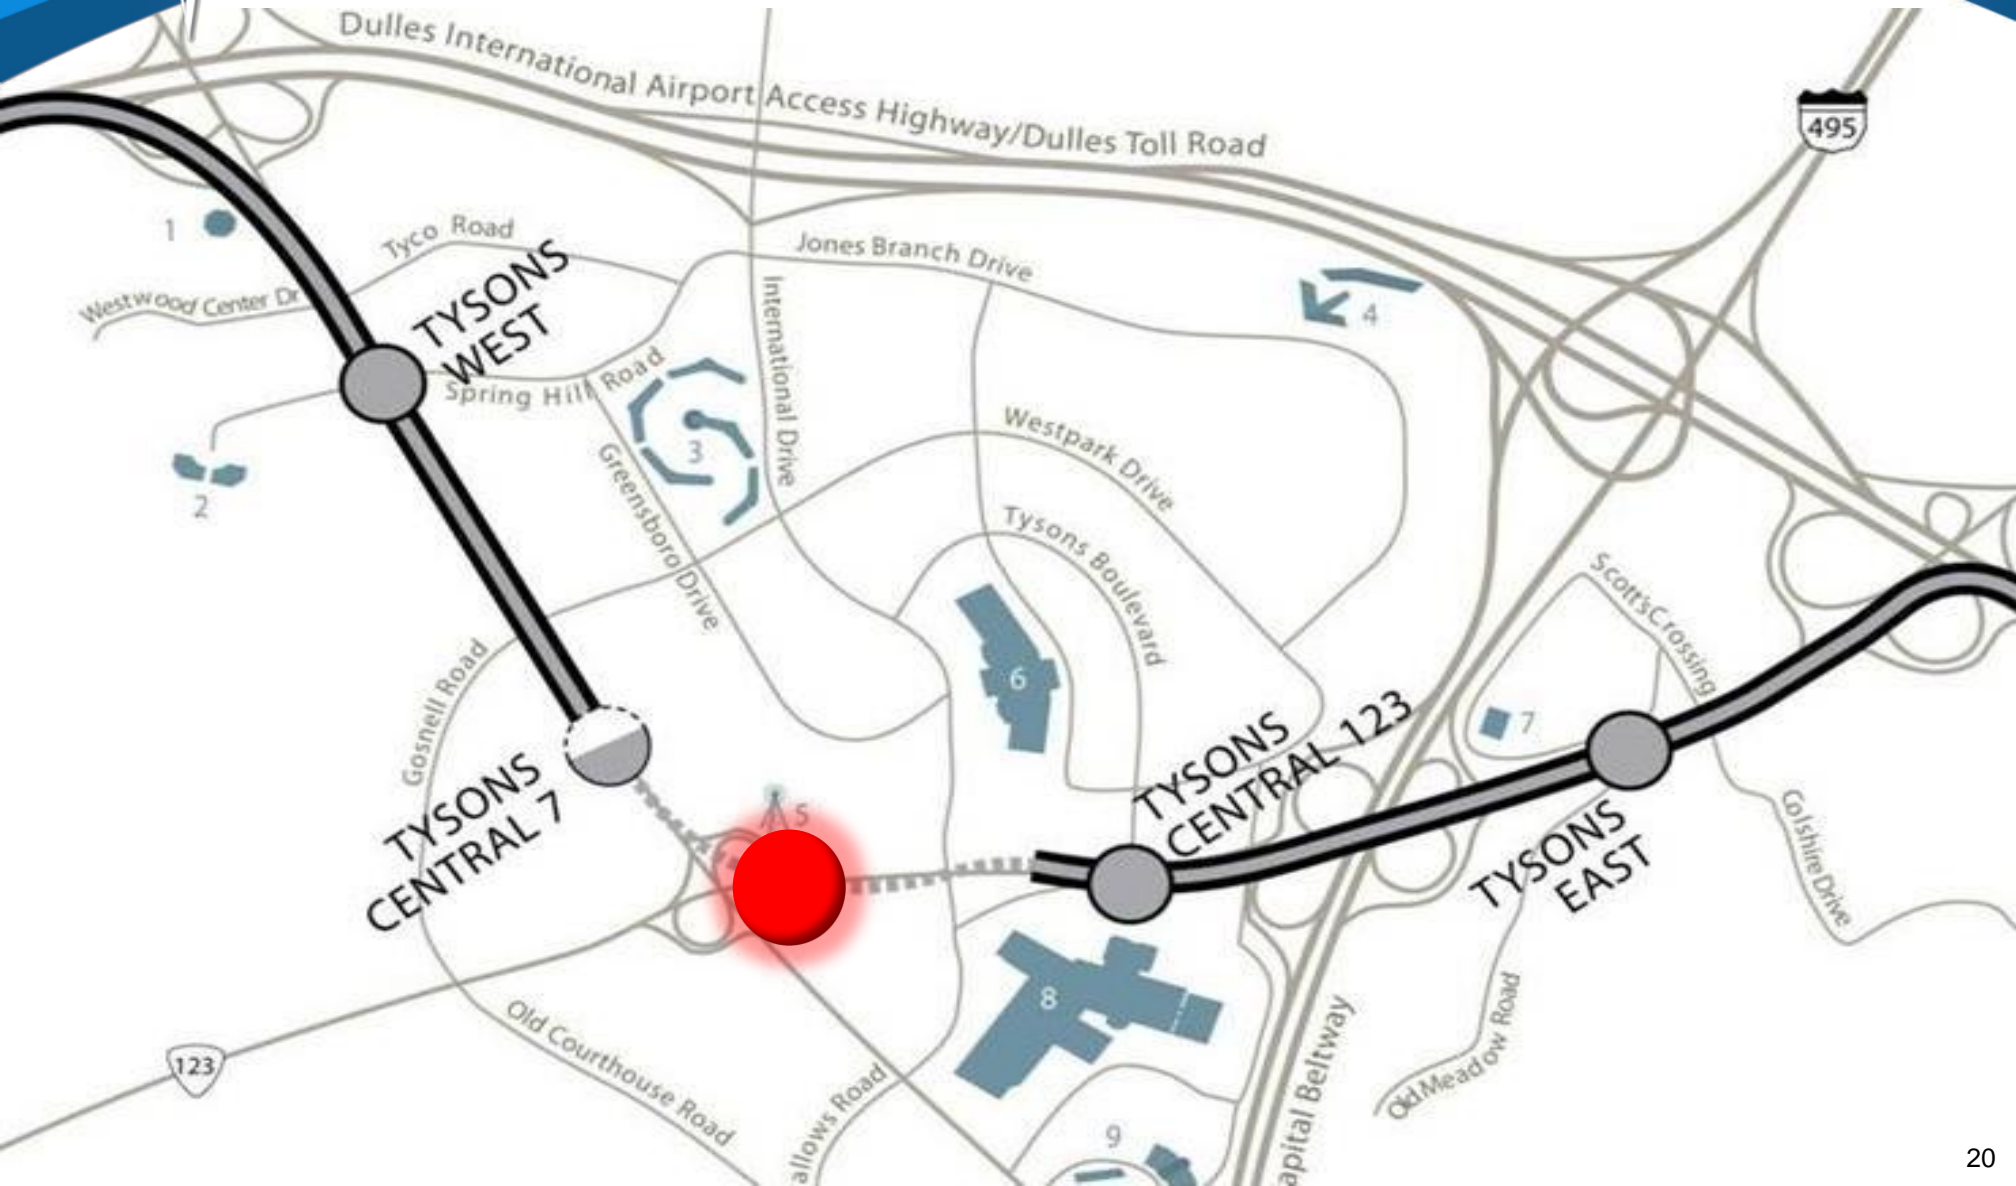 Dulles International Airport Access Highway/Dulles Toll Road
495
1
Tyco Road
Westwood Center Dr
TYSONS
WEST
Jones Branch Drive
International Drive
4
Spring Hill Road
3
2
Greensboro Drive
Westpark Drive
Tysons Boulevard
Scott's Crossing
6
Gosnell Road
7
TYSONS
CENTRAL 123
TYSONS
CENTRAL 7
5
TYSONS
EAST
Colshire Drive
8
Old Courthouse Road
123
allows Road
apital Beltway
Old Meadow Road
9
20